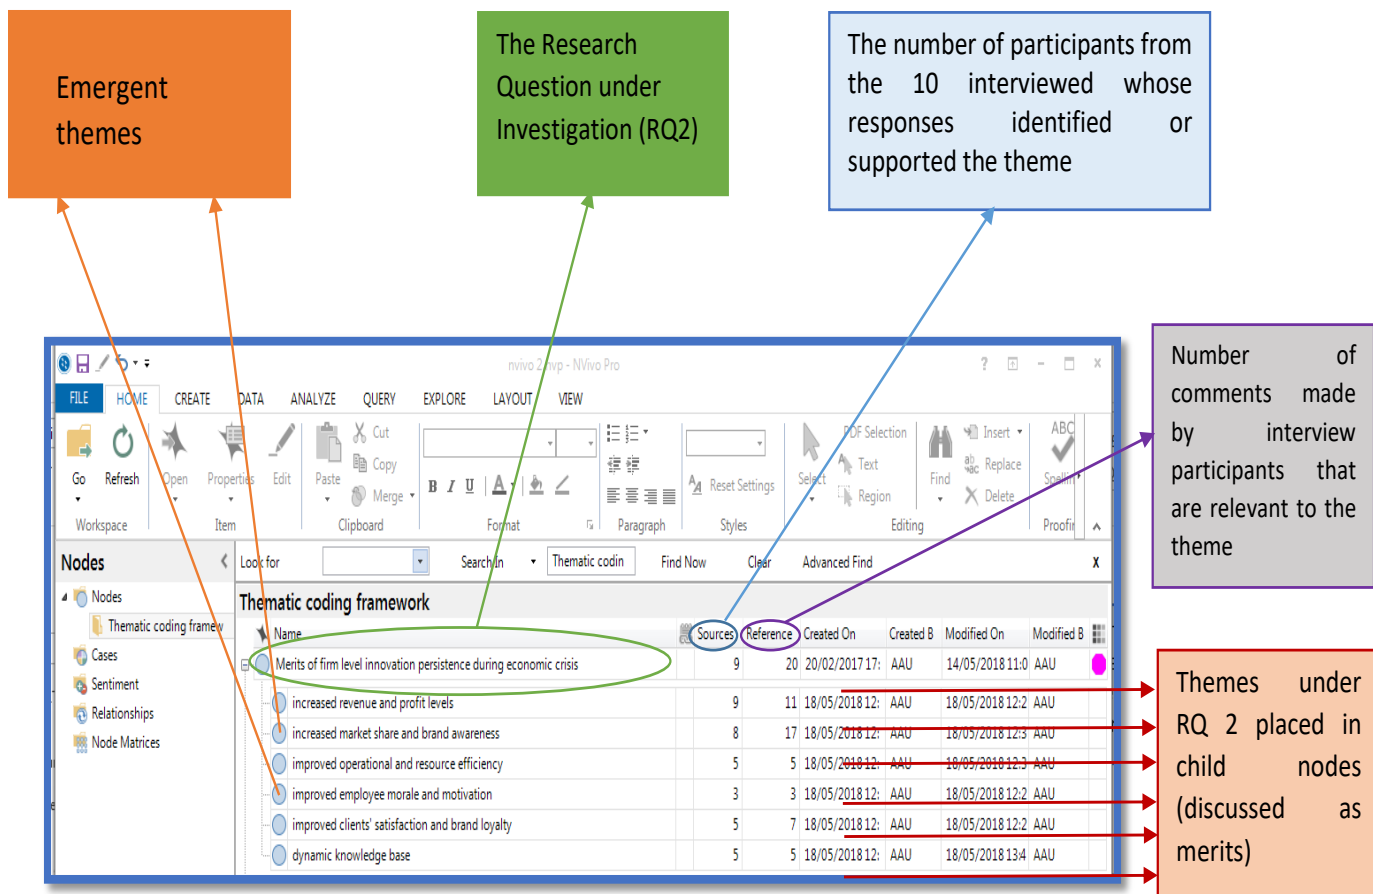 Emergent
themes
The Research
Question under
Investigation (RQ2)
The number of participants from
the 10 interviewed whose
responses identified or
supported the theme
Number of
comments made
by interview
participants that
are relevant to the
theme
Themes under
RQ 2 placed in
child nodes
(discussed as
merits)
nvivo 2.nvp - NVivo Pro
FILE HOME CREATE DATA ANALYZE QUERY EXPLORE LAYOUT VIEW
Go Refresh Open Properties Edit Paste Cut Copy Merge
B I U A
Reset Settings
Select PDF Selection Text Region
Find Insert Replace Delete
ABC
Workspace Item Clipboard Format Paragraph Styles Editing
Nodes
Look for Search In Thematic codin Find Now Clear Advanced Find X
Nodes
Thematic coding framew
Cases
Sentiment
Relationships
Node Matrices
Thematic coding framework
Name Sources Reference Created On Created B Modified On Modified B
Merits of firm level innovation persistence during economic crisis 9 20 20/02/2017 17: AAU 14/05/2018 11:0 AAU
increased revenue and profit levels 9 11 18/05/2018 12: AAU 18/05/2018 12:2 AAU
increased market share and brand awareness 8 17 18/05/2018 12: AAU 18/05/2018 12:3 AAU
improved operational and resource efficiency 5 5 18/05/2018 12: AAU 18/05/2018 12:3 AAU
improved employee morale and motivation 3 3 18/05/2018 12: AAU 18/05/2018 12:2 AAU
improved clients' satisfaction and brand loyalty 5 7 18/05/2018 12: AAU 18/05/2018 12:2 AAU
dynamic knowledge base 5 5 18/05/2018 12: AAU 18/05/2018 13:4 AAU